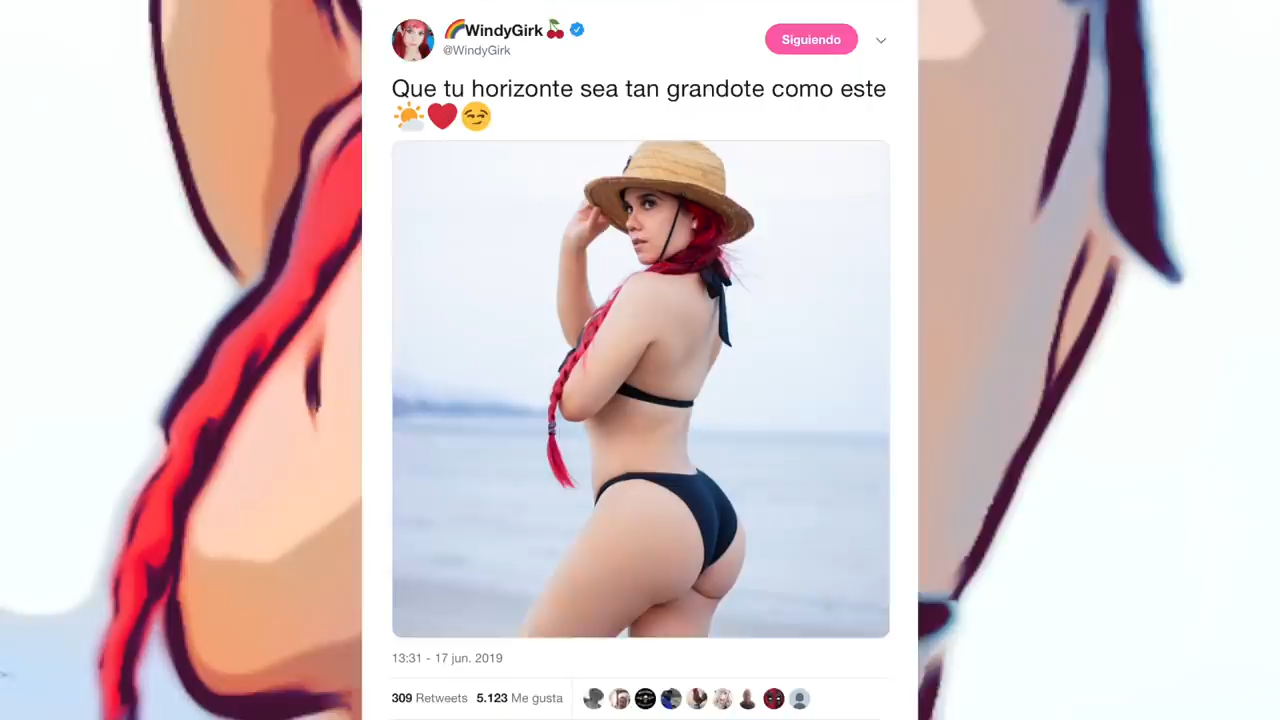 🌈WindyGirk🍒
@WindyGirk
Siguiendo
Que tu horizonte sea tan grandote como este
🌤️❤️😏
13:31 - 17 jun. 2019
309 Retweets 5.123 Me gusta